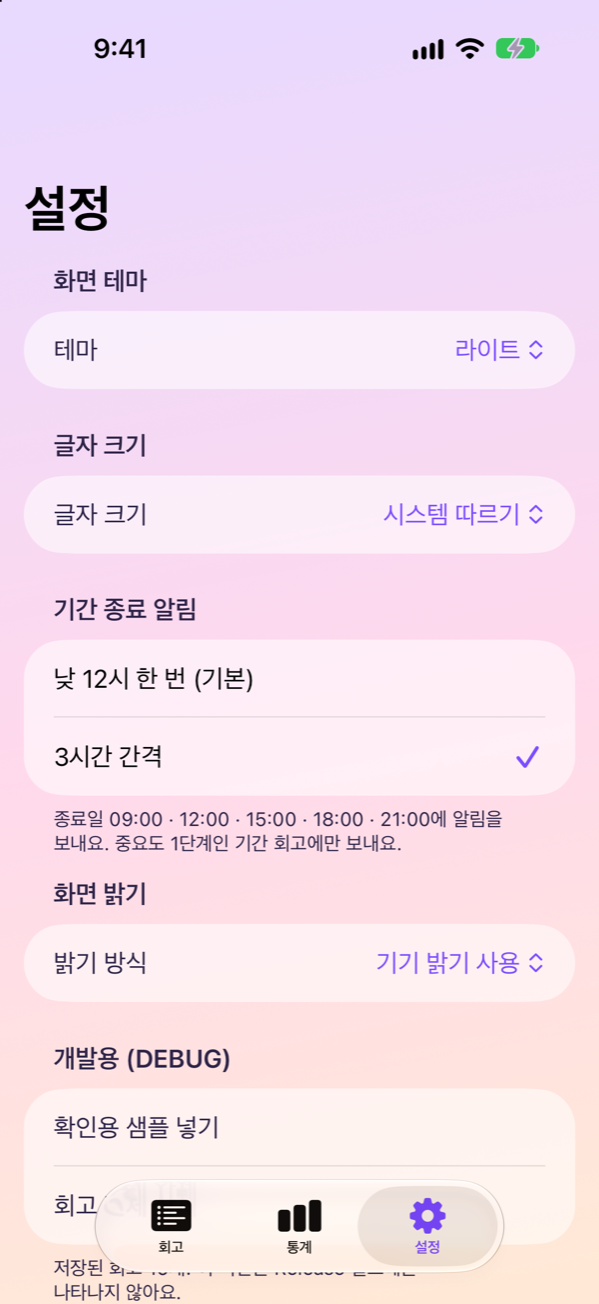 9:41
설정
화면 테마
테마 라이트
글자 크기
글자 크기 시스템 따르기
기간 종료 알림
낮 12시 한 번 (기본)
3시간 간격
종료일 09:00 · 12:00 · 15:00 · 18:00 · 21:00에 알림을
보내요. 중요도 1단계인 기간 회고에만 보내요.
화면 밝기
밝기 방식 기기 밝기 사용
개발용 (DEBUG)
확인용 샘플 넣기
회고
저장된 회고
나타나지 않아요.
회고 통계 설정